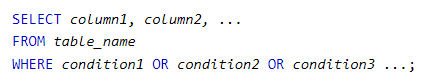 SELECT column1, column2, ...
FROM table_name
WHERE condition1 OR condition2 OR condition3 ...;